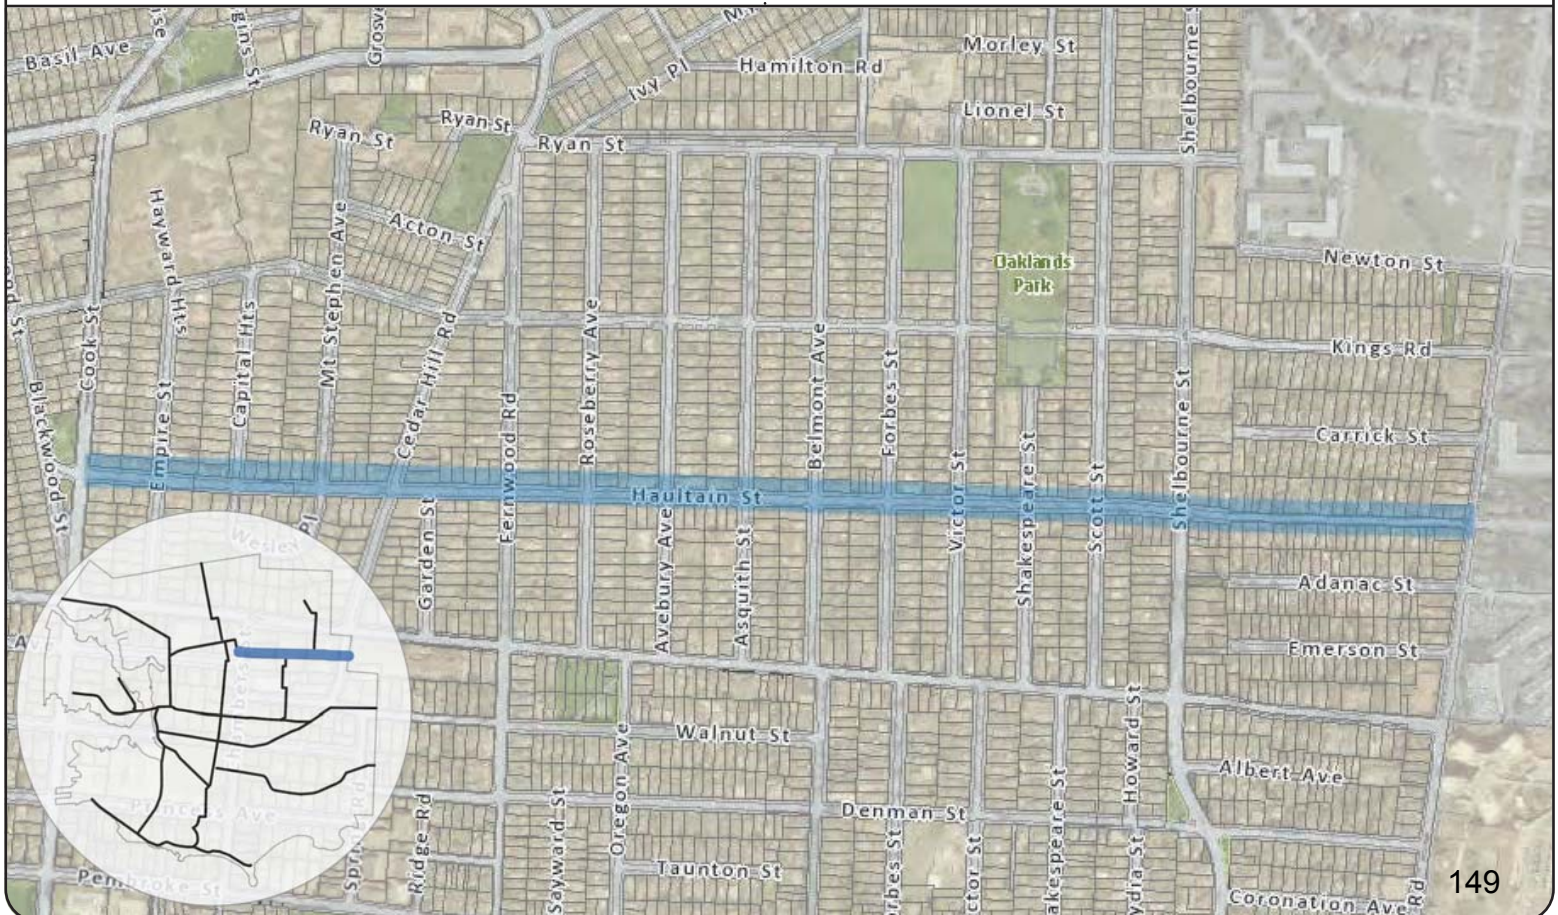 Basil Ave
Morley St
Hamilton Rd
Ivy Pl
Lionel St
Shelbourne
Ryan St
Ryan St
Ryan St
Hayward Hts
Acton St
Mt Stephen Ave
Oaklands
Park
Newton St
Cook St
Kings Rd
Blackwood St
Empire St
Capital Hts
Cedar Hill Rd
Fernwood Rd
Roseberry Ave
Belmont Ave
Forbes St
Carrick St
Shelbourne St
Haultain St
Victor St
Shakespeare St
Scott St
Garden St
Avebury Ave
Asquith St
Adanac St
Emerson St
Walnut St
Oregon Ave
Howard St
Albert Ave
Princess Ave
Denman St
Ridge Rd
Sayward St
Taunton St
Pembroke St
Coronation Ave
149